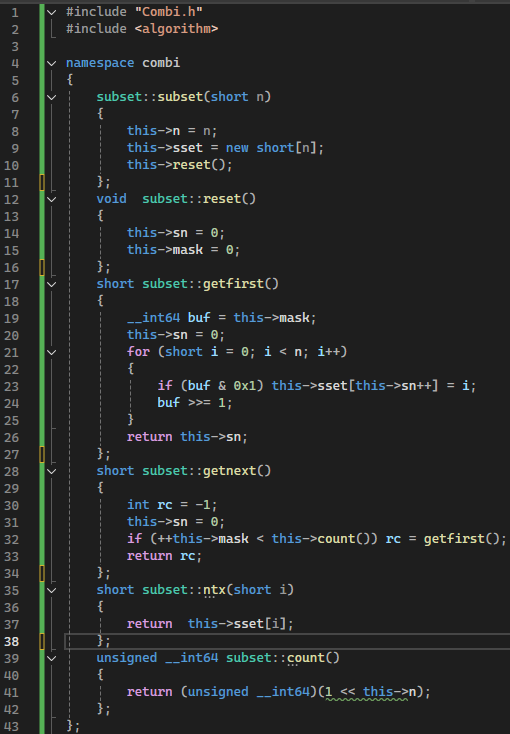 1 #include "Combi.h"
2 #include <algorithm>
3
4 namespace combi
5 {
6 subset::subset(short n)
7 {
8 this->n = n;
9 this->sset = new short[n];
10 this->reset();
11 };
12 void  subset::reset()
13 {
14 this->sn = 0;
15 this->mask = 0;
16 };
17 short subset::getfirst()
18 {
19 __int64 buf = this->mask;
20 this->sn = 0;
21 for (short i = 0; i < n; i++)
22 {
23 if (buf & 0x1) this->sset[this->sn++] = i;
24 buf >>= 1;
25 }
26 return this->sn;
27 };
28 short subset::getnext()
29 {
30 int rc = -1;
31 this->sn = 0;
32 if (++this->mask < this->count()) rc = getfirst();
33 return rc;
34 };
35 short subset::ntx(short i)
36 {
37 return  this->sset[i];
38 };
39 unsigned __int64 subset::count()
40 {
41 return (unsigned __int64)(1 << this->n);
42 };
43 };